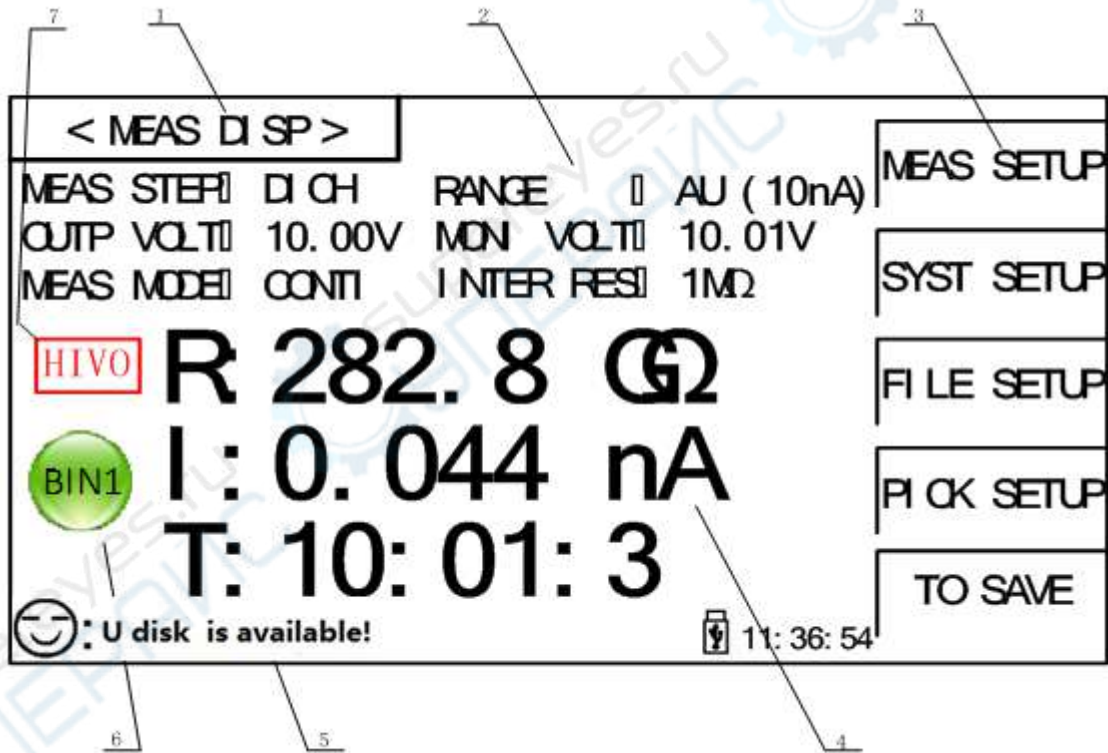 7 1 2 3
< MEAS DISP >
MEAS STEP▯ DICH RANGE ▯ AU (10nA)
OUTP VOLT▯ 10.00V MONI VOLT▯ 10.01V
MEAS MODE▯ CONTI INTER RES▯ 1MΩ
MEAS SETUP
SYST SETUP
FILE SETUP
PICK SETUP
TO SAVE
HIVO
R: 282.8 GΩ
BIN1
I: 0.044 nA
T: 10:01:3
: U disk is available!
11:36:54
6 5 4